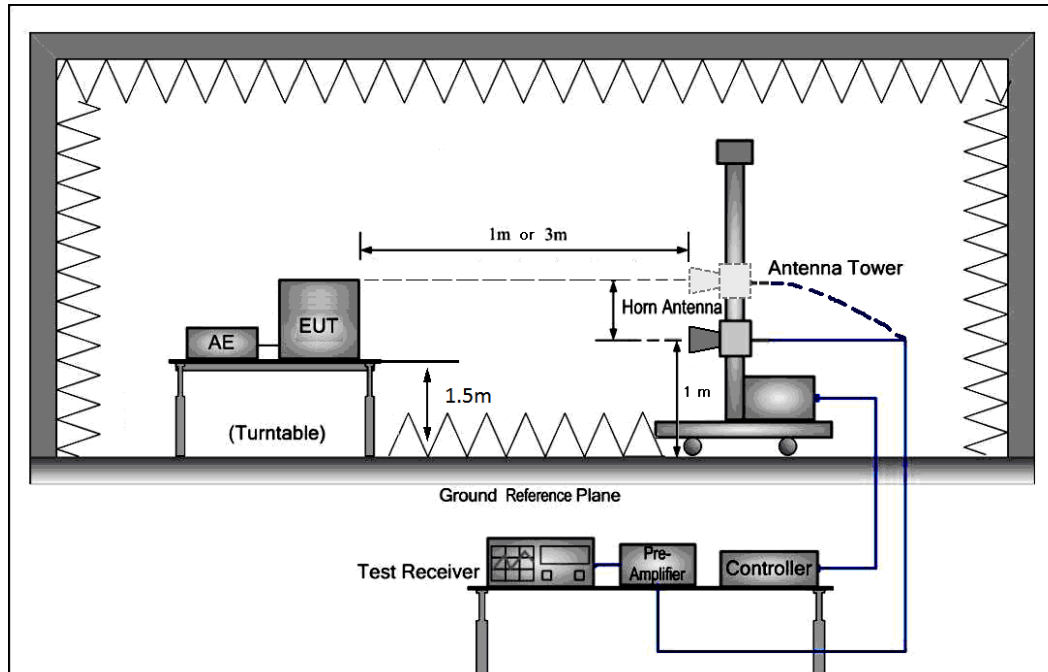 1m or 3m
Antenna Tower
Horn Antenna
EUT
AE
1.5m
1 m
(Turntable)
Ground Reference Plane
Test Receiver
Pre-
Amplifier
Controller